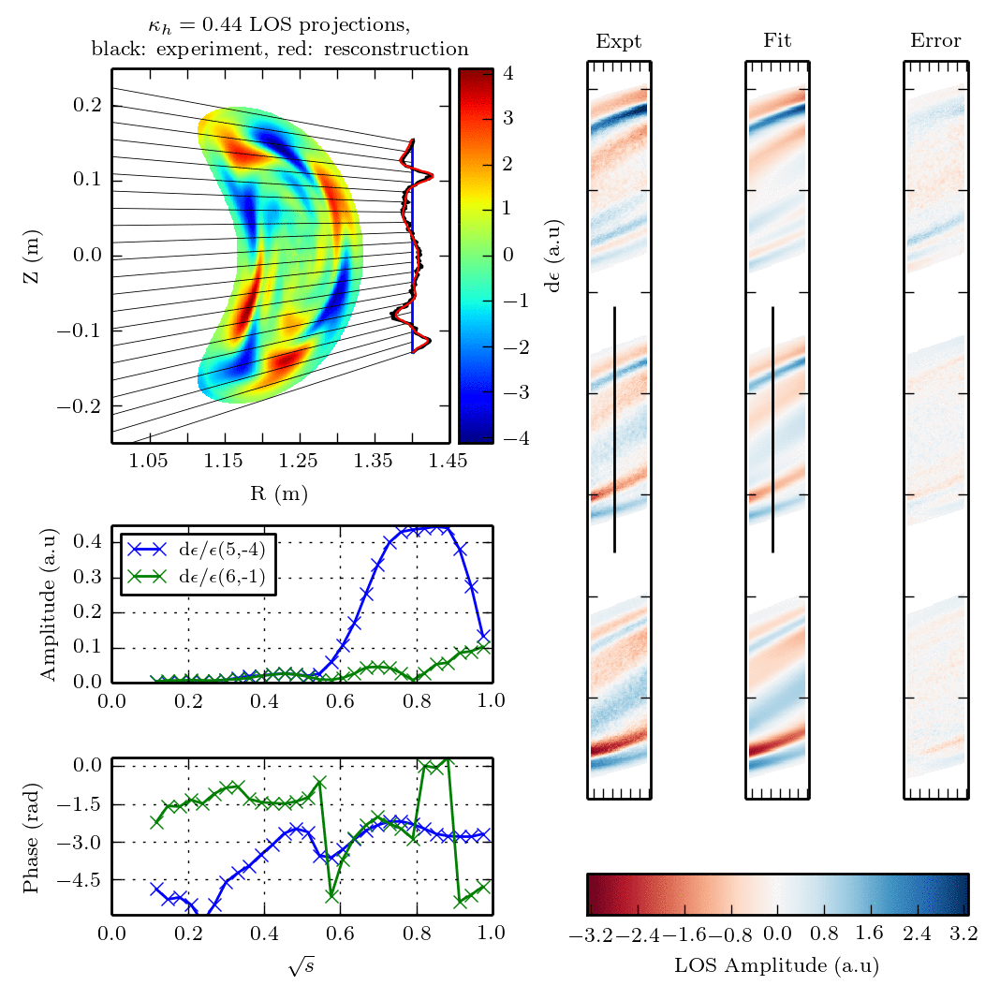 κ_h = 0.44 LOS projections,
black: experiment, red: resconstruction
0.2
0.1
0.0
−0.1
−0.2
Z (m)
1.05 1.15 1.25 1.35 1.45
R (m)
4
3
2
1
0
−1
−2
−3
−4
dϵ (a.u)
Expt Fit Error
dϵ/ϵ(5,-4)
dϵ/ϵ(6,-1)
0.4
0.3
0.2
0.1
0.0
Amplitude (a.u)
0.0 0.2 0.4 0.6 0.8 1.0
0.0
−1.5
−3.0
−4.5
Phase (rad)
0.0 0.2 0.4 0.6 0.8 1.0
√s
−3.2 −2.4 −1.6 −0.8 0.0 0.8 1.6 2.4 3.2
LOS Amplitude (a.u)